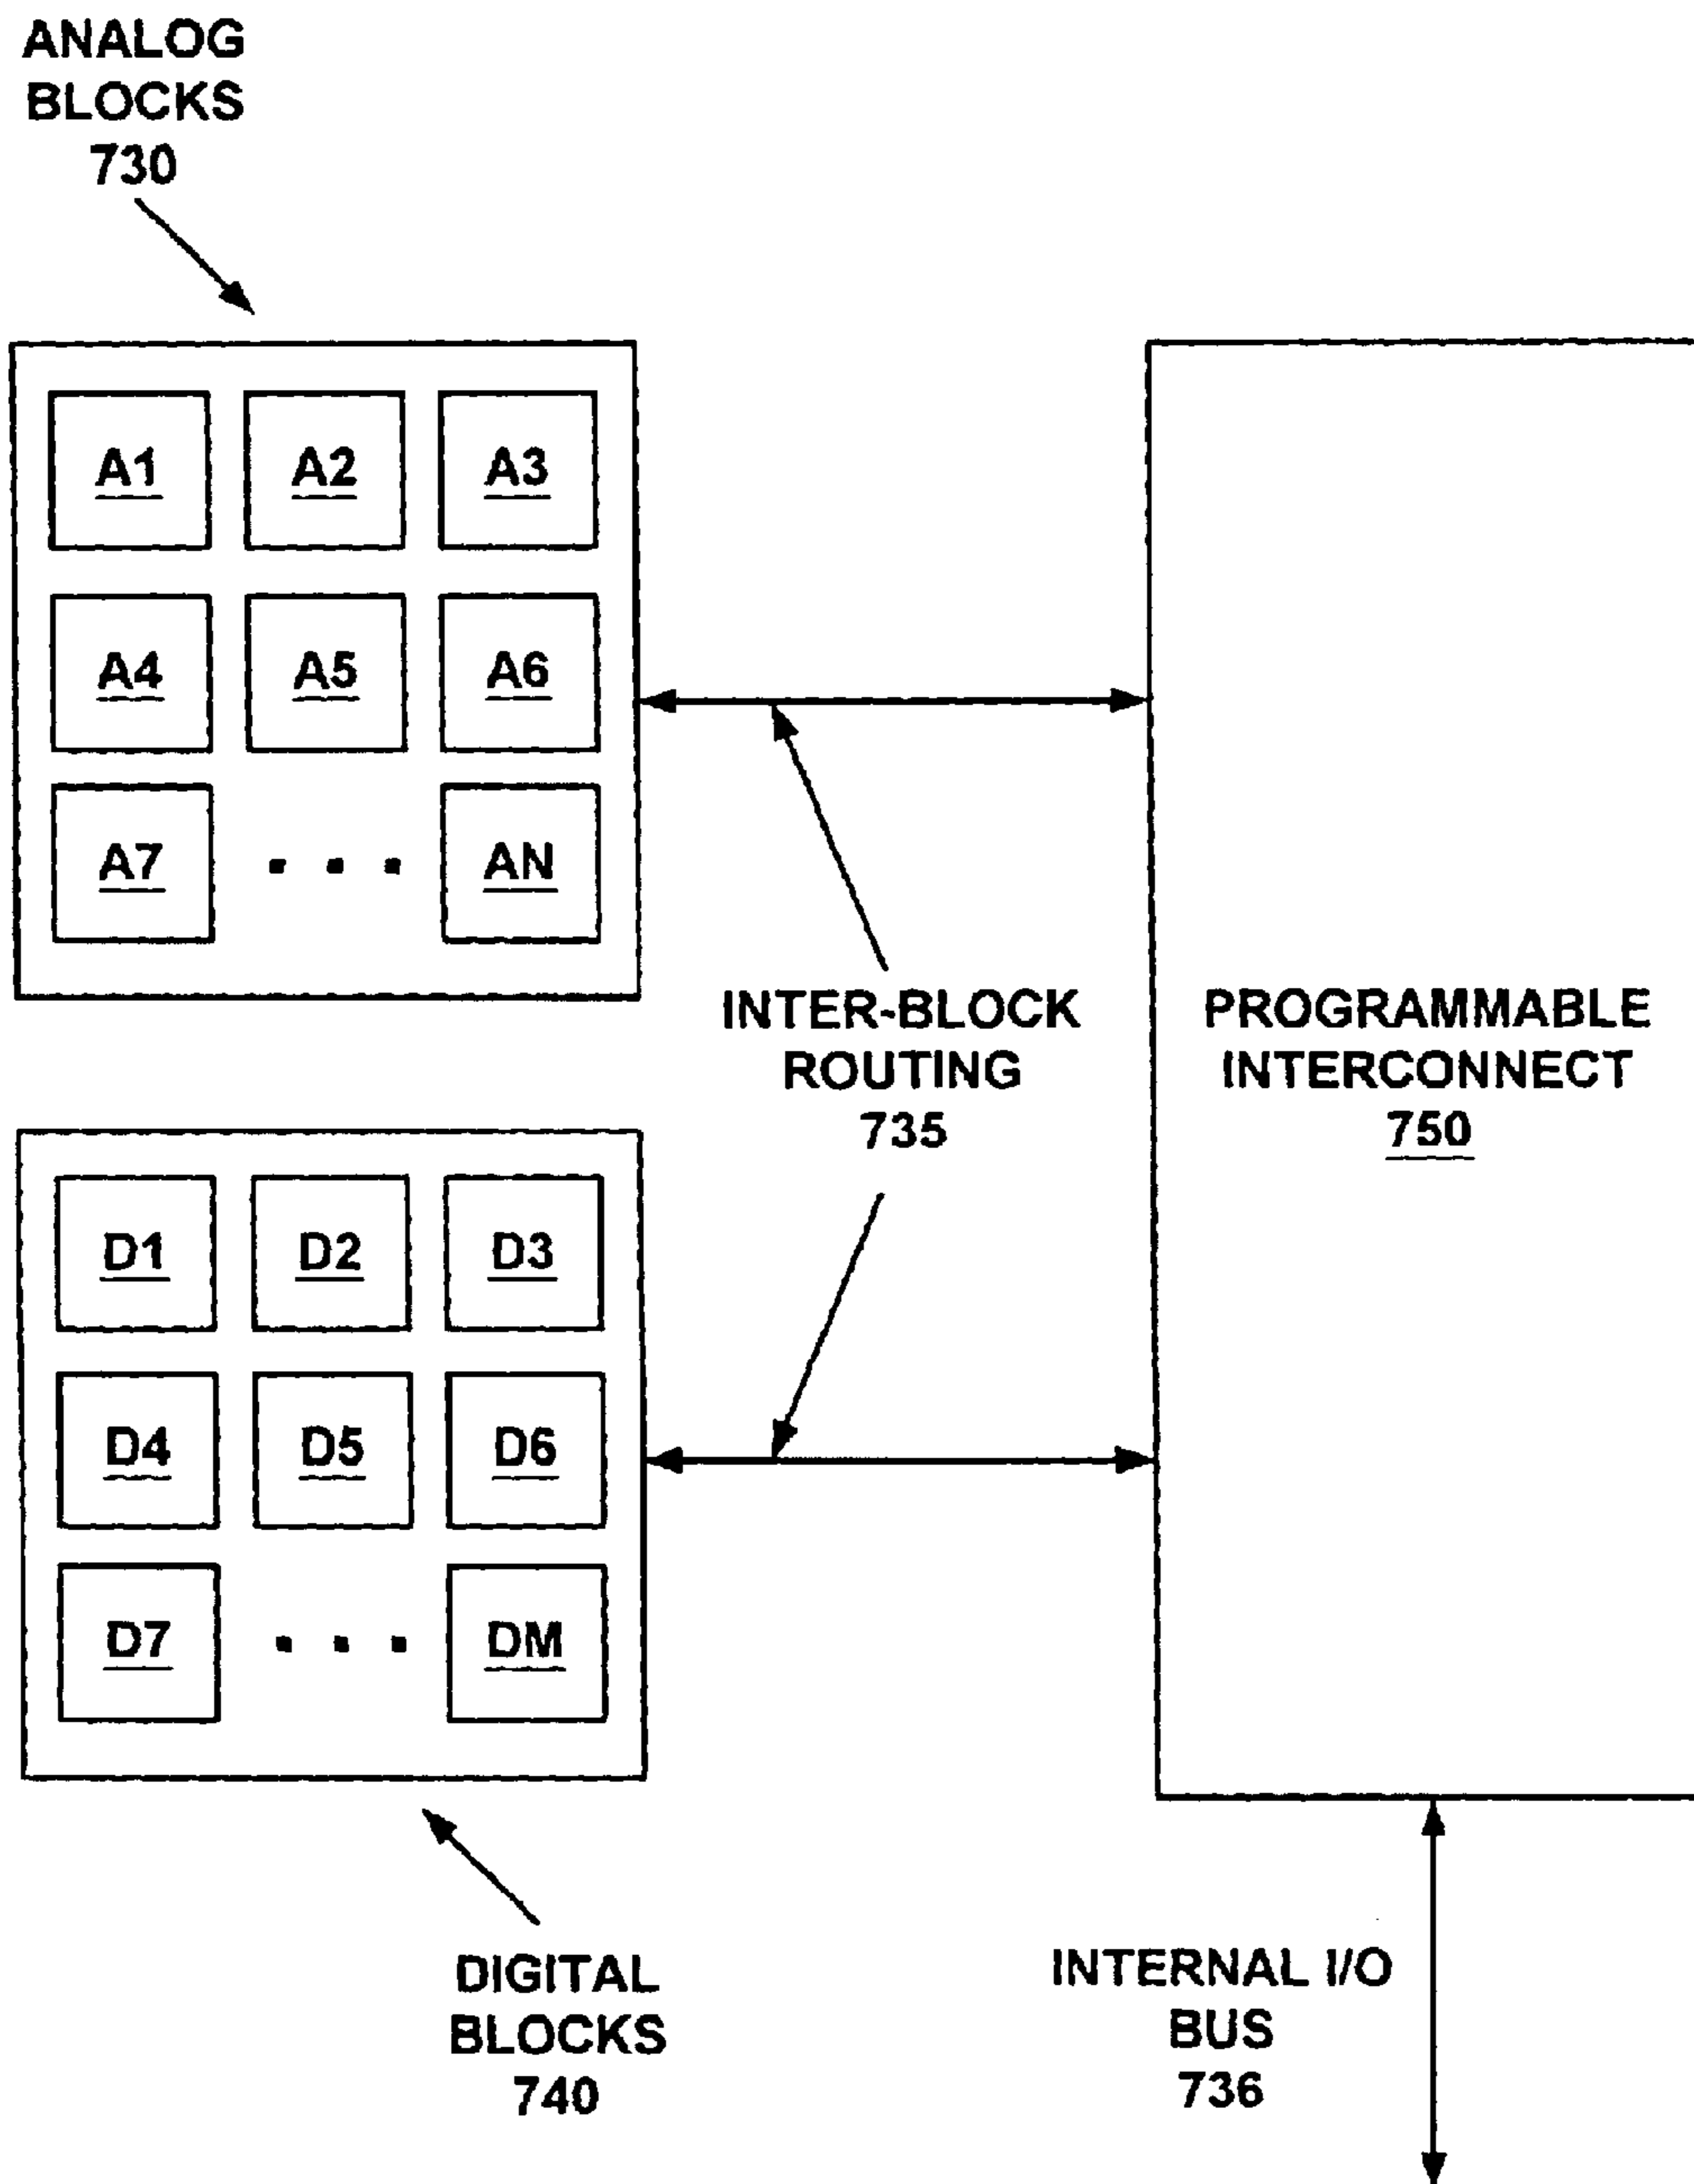 ANALOG
BLOCKS
730
A1 A2 A3
A4 A5 A6
A7 . . . AN
INTER-BLOCK
ROUTING
735
PROGRAMMABLE
INTERCONNECT
750
D1 D2 D3
D4 D5 D6
D7 . . . DM
DIGITAL
BLOCKS
740
INTERNAL I/O
BUS
736